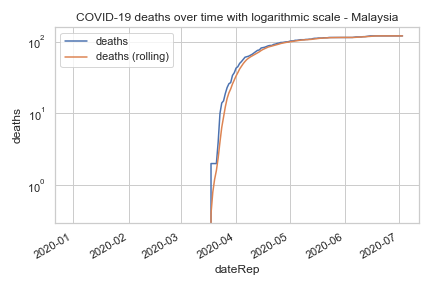 COVID-19 deaths over time with logarithmic scale - Malaysia
deaths
deaths (rolling)
10²
10¹
10⁰
deaths
2020-01
2020-02
2020-03
2020-04
2020-05
2020-06
2020-07
dateRep